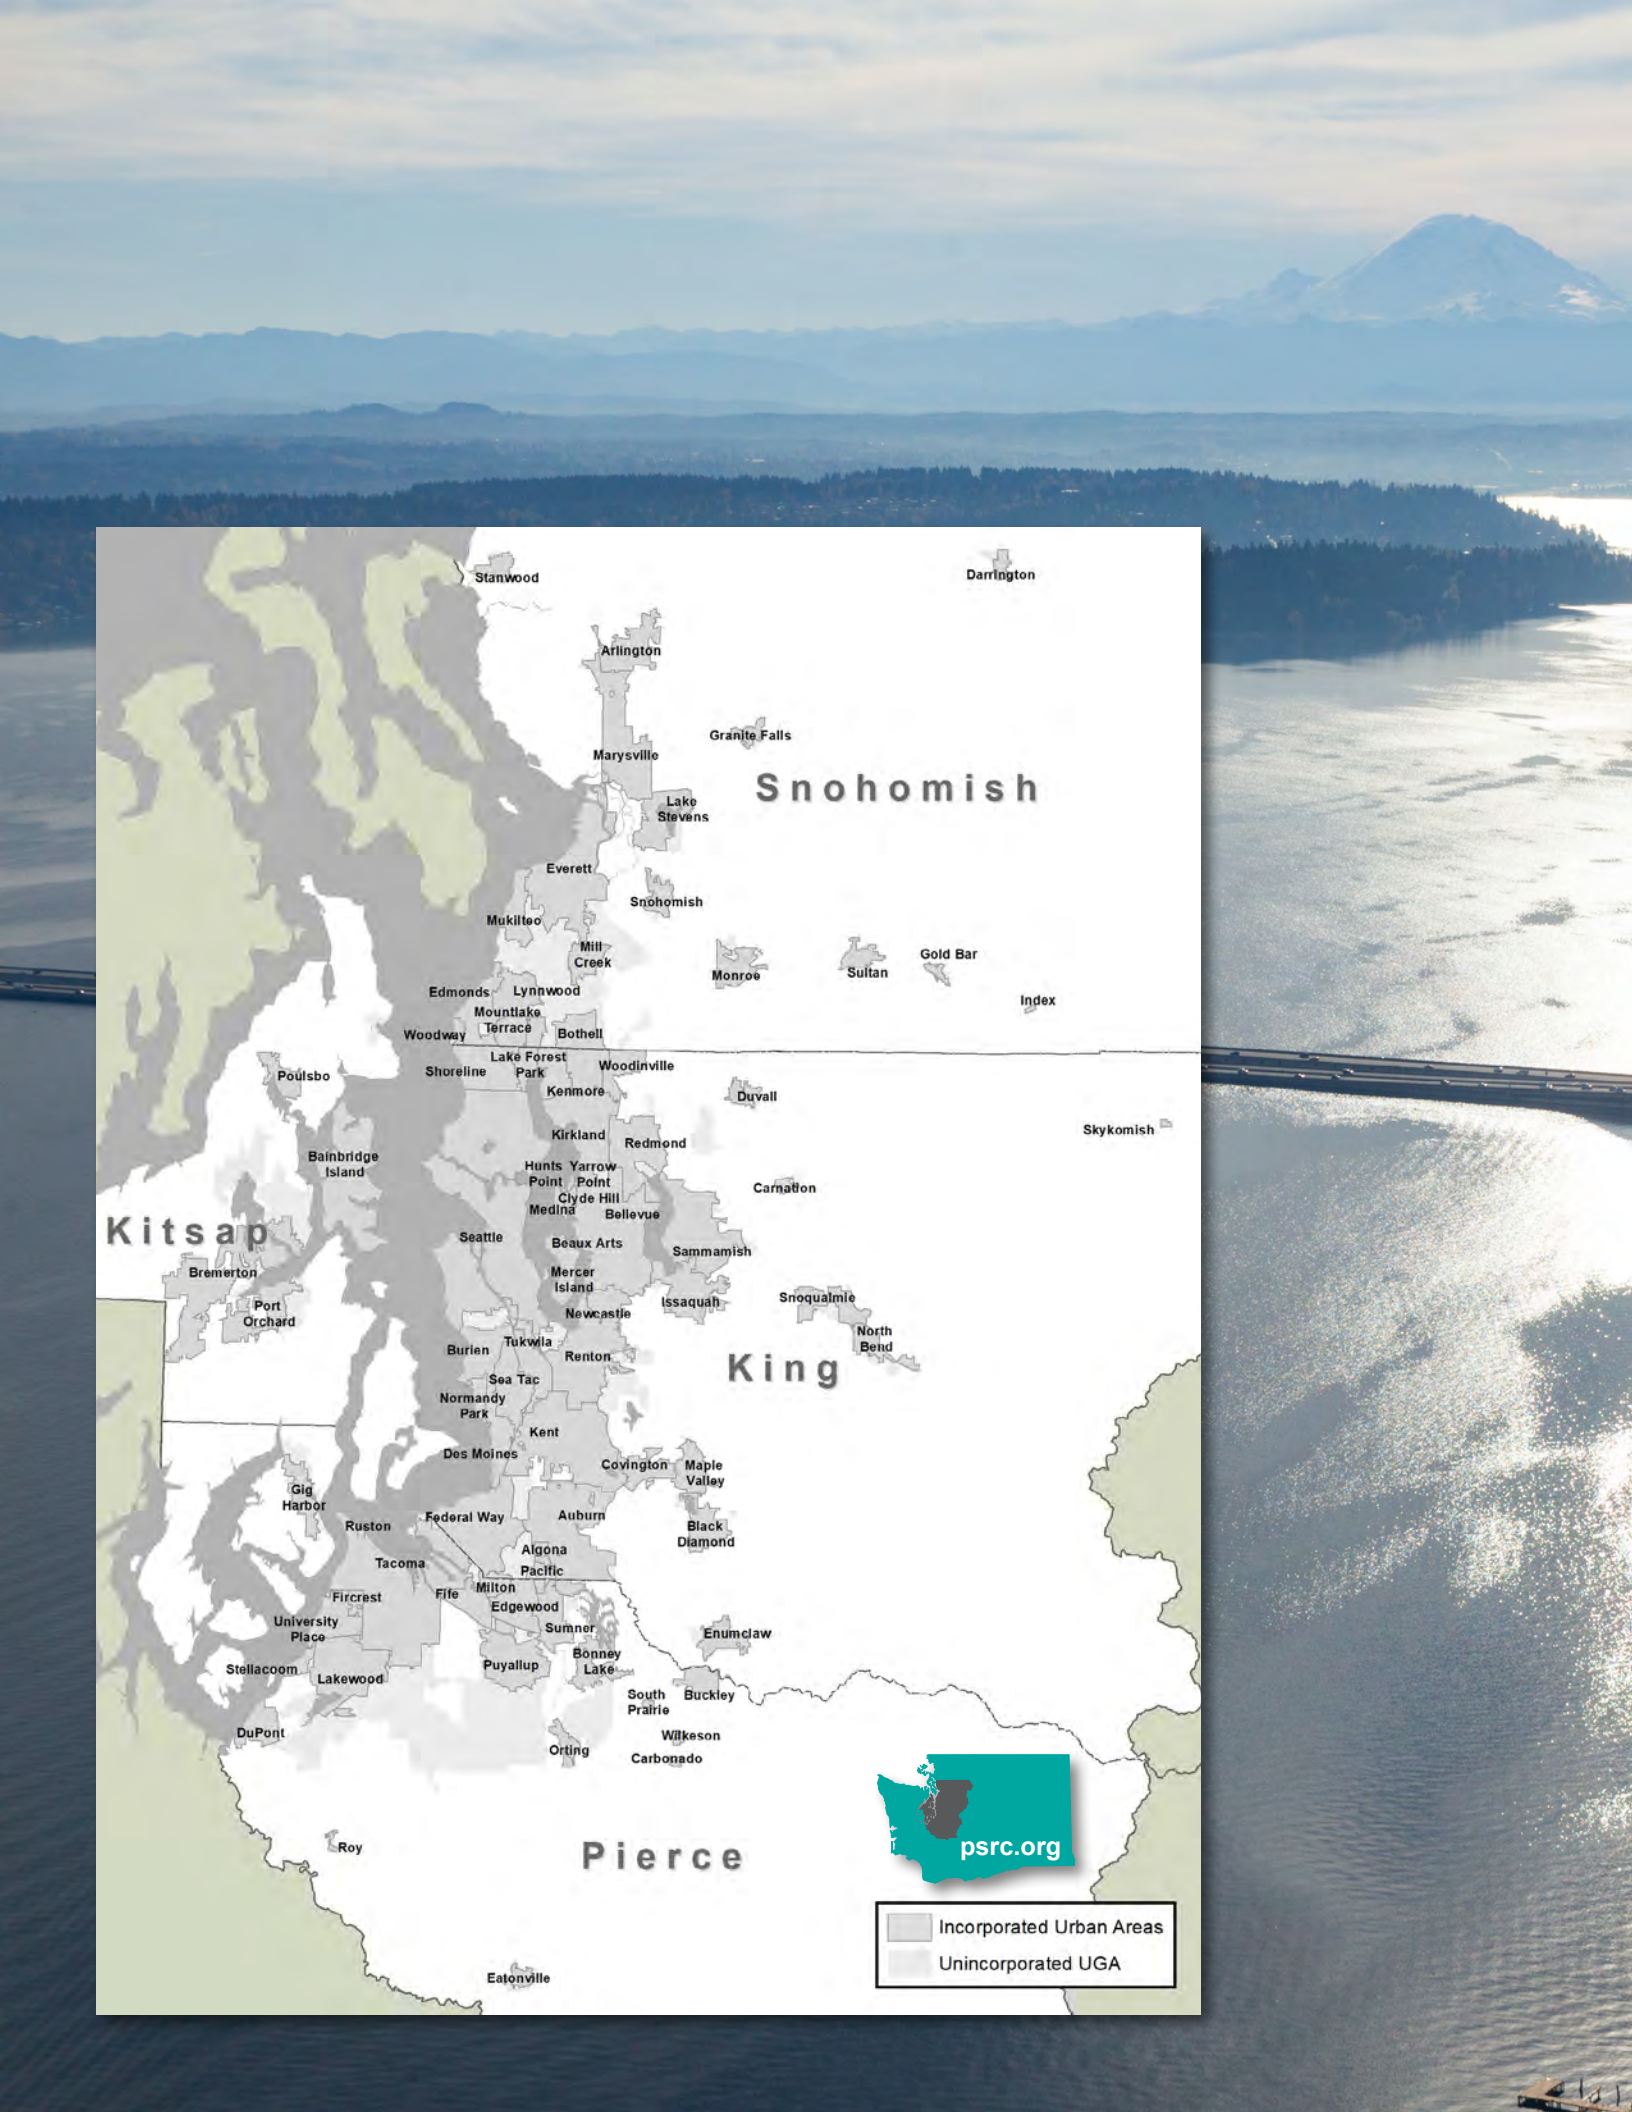 Stanwood
Darrington
Arlington
Granite Falls
Marysville
Snohomish
Lake
Stevens
Everett
Snohomish
Mukilteo
Mill
Creek
Monroe
Sultan
Gold Bar
Index
Edmonds
Lynnwood
Mountlake
Terrace
Woodway
Bothell
Lake Forest
Park
Shoreline
Woodinville
Kenmore
Poulsbo
Duvall
Skykomish
Kirkland
Redmond
Bainbridge
Island
Hunts
Point
Yarrow
Point
Clyde Hill
Medina
Bellevue
Carnation
Kitsap
Seattle
Beaux Arts
Sammamish
Bremerton
Mercer
Island
Port
Orchard
Issaquah
Snoqualmie
Newcastle
North
Bend
Tukwila
Burien
Renton
King
Sea Tac
Normandy
Park
Kent
Des Moines
Covington
Maple
Valley
Gig
Harbor
Federal Way
Auburn
Ruston
Black
Diamond
Algona
Tacoma
Pacific
Milton
Fife
Fircrest
Edgewood
University
Place
Sumner
Enumclaw
Bonney
Lake
Puyallup
Stellacoom
Lakewood
South
Prairie
Buckley
DuPont
Wilkeson
Orting
Carbonado
Roy
Pierce
psrc.org
Incorporated Urban Areas
Unincorporated UGA
Eatonville